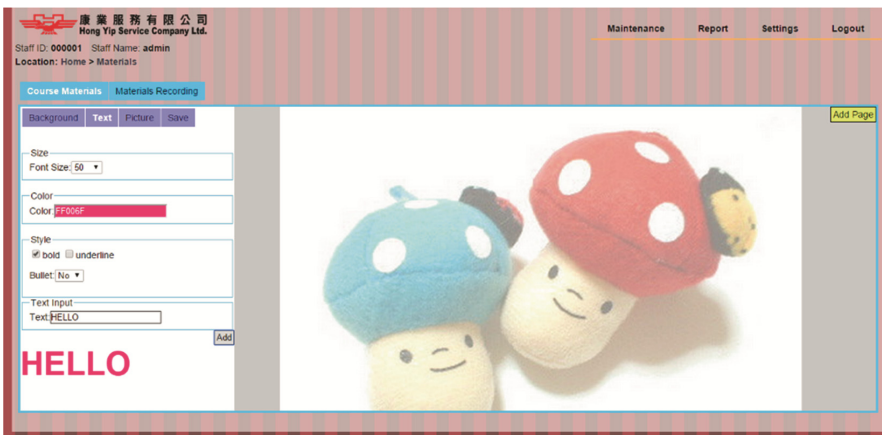 康業服務有限公司
Hong Yip Service Company Ltd.
Maintenance Report Settings Logout
Staff ID: 000001 Staff Name: admin
Location: Home > Materials
Course Materials Materials Recording
Background Text Picture Save
Add Page
Size
Font Size: 50
Color
Color: FF006F
Style
bold underline
Bullet: No
Text Input
Text: HELLO
Add
HELLO